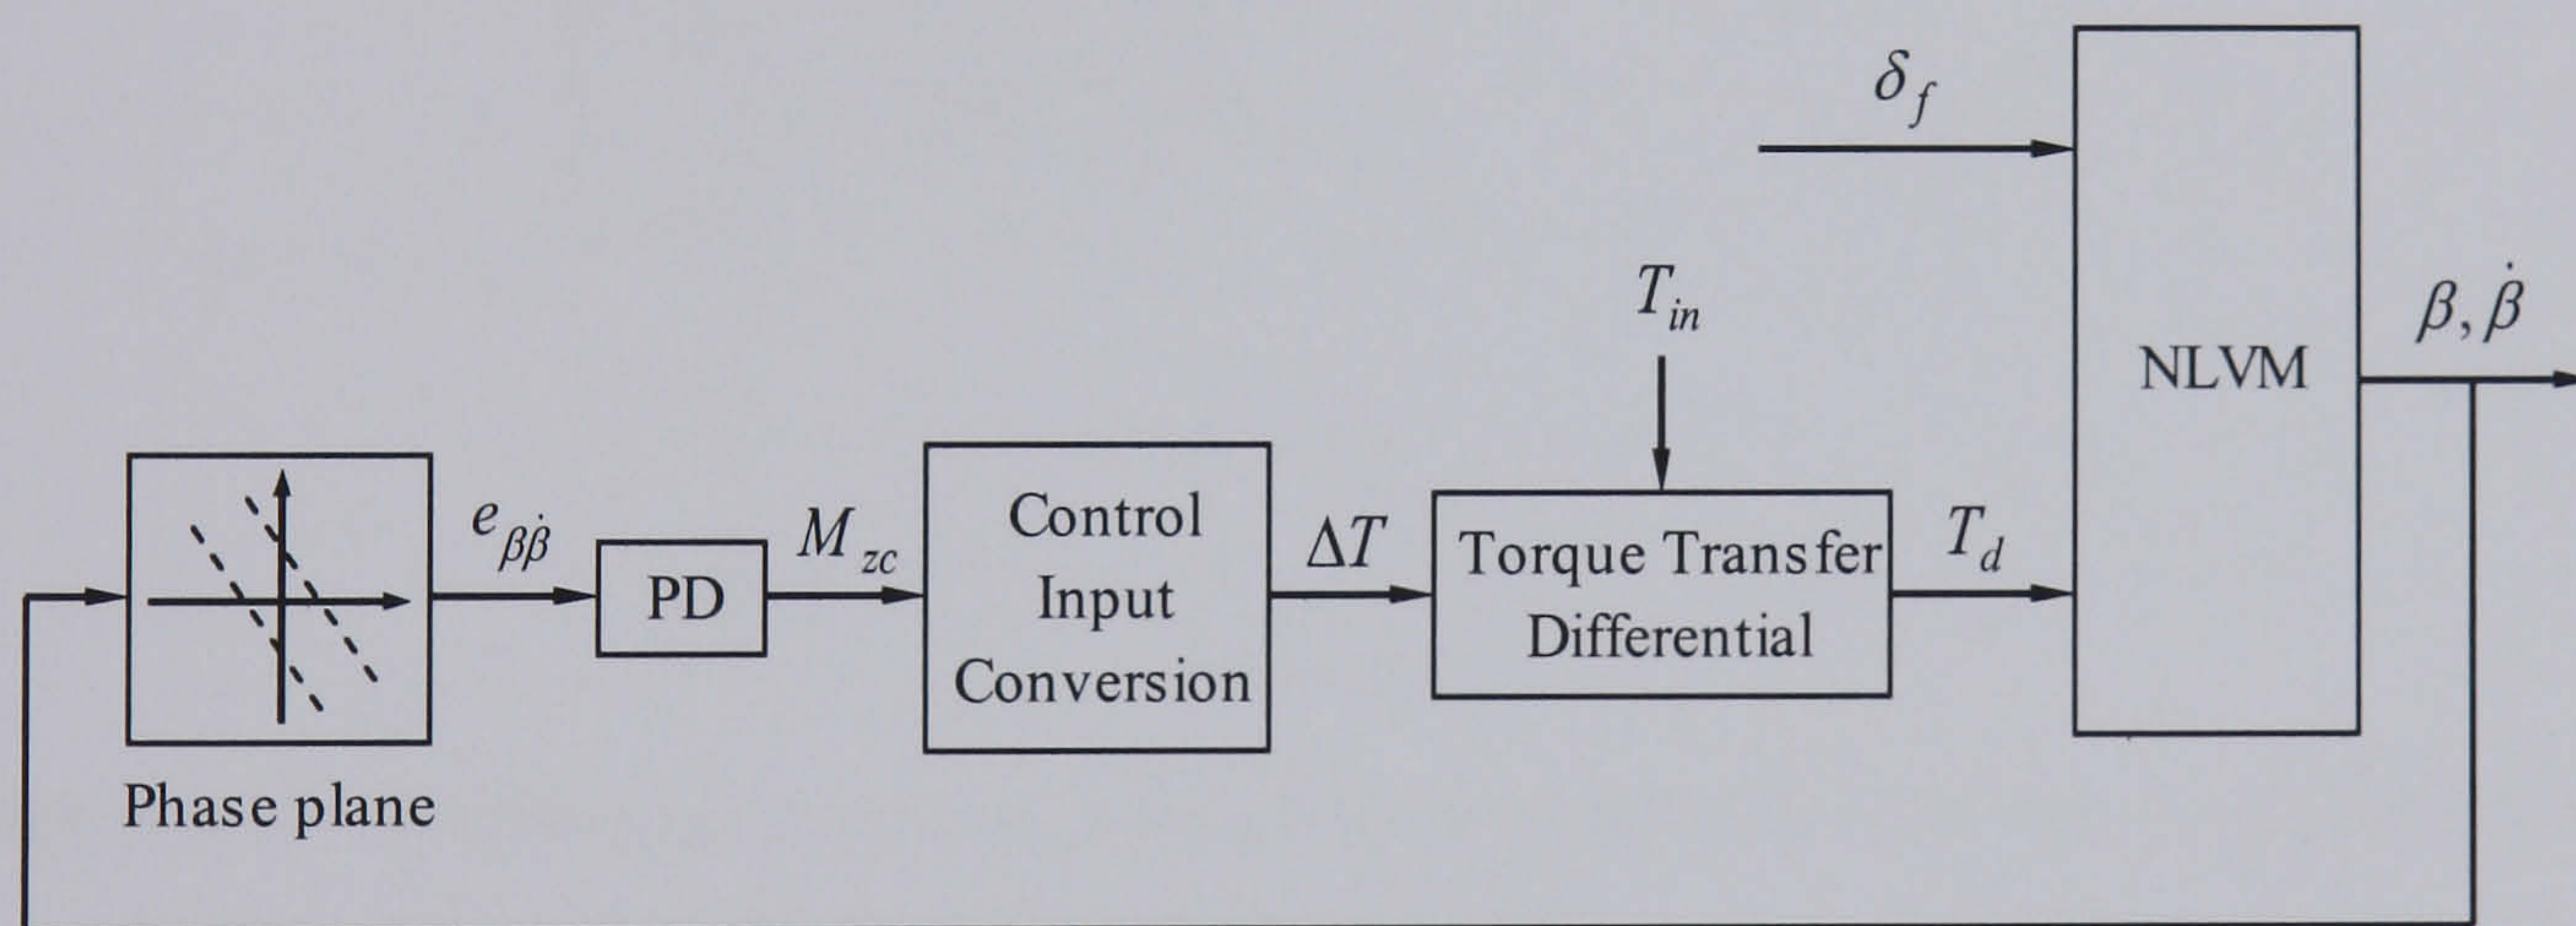 δ_f
T_in
β, β̇
NLVM
e_ββ̇
M_zc
Control
Input
Conversion
ΔT
Torque Transfer
Differential
T_d
PD
Phase plane